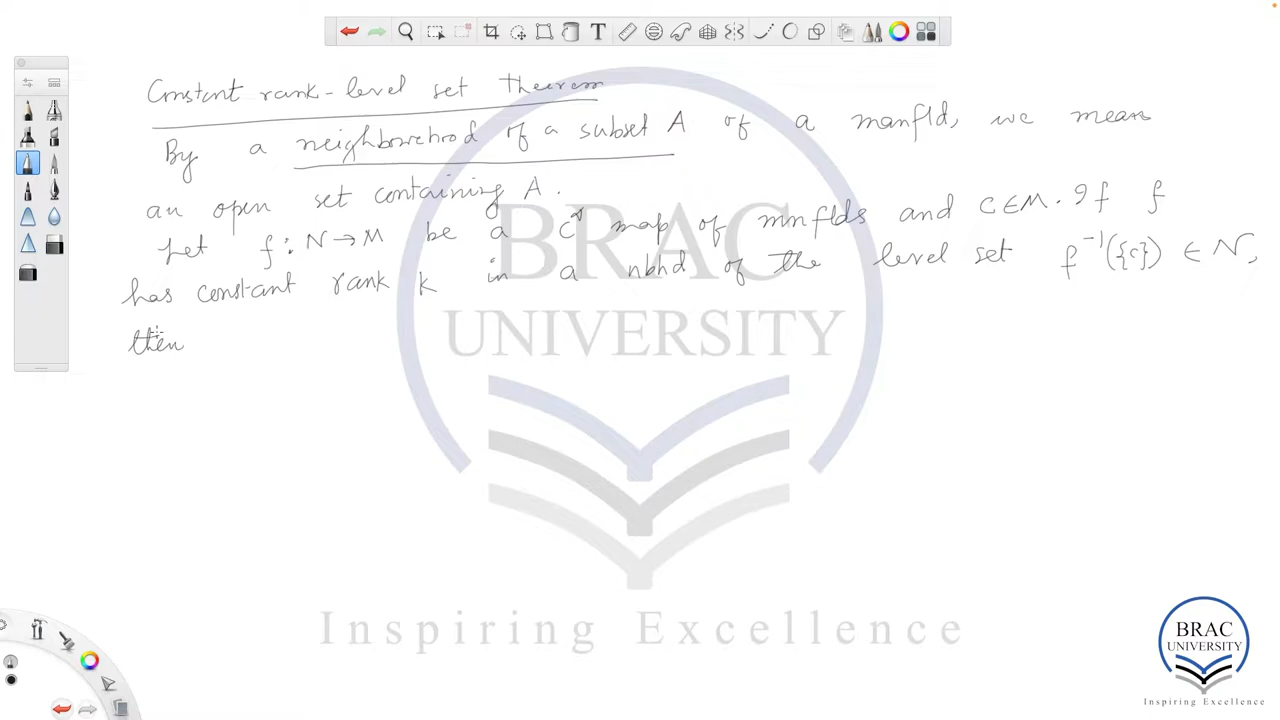 Constant rank-level set theorem
By a neighbourhood of a subset A of a manfld, we mean
an open set containing A.
Let f : N → M be a C^∞ map of mnflds and c ∈ M. If f
has constant rank k in a nbhd of the level set f^{-1}({c}) ∈ N,
then
BRAC
UNIVERSITY
Inspiring Excellence
BRAC
UNIVERSITY
Inspiring Excellence